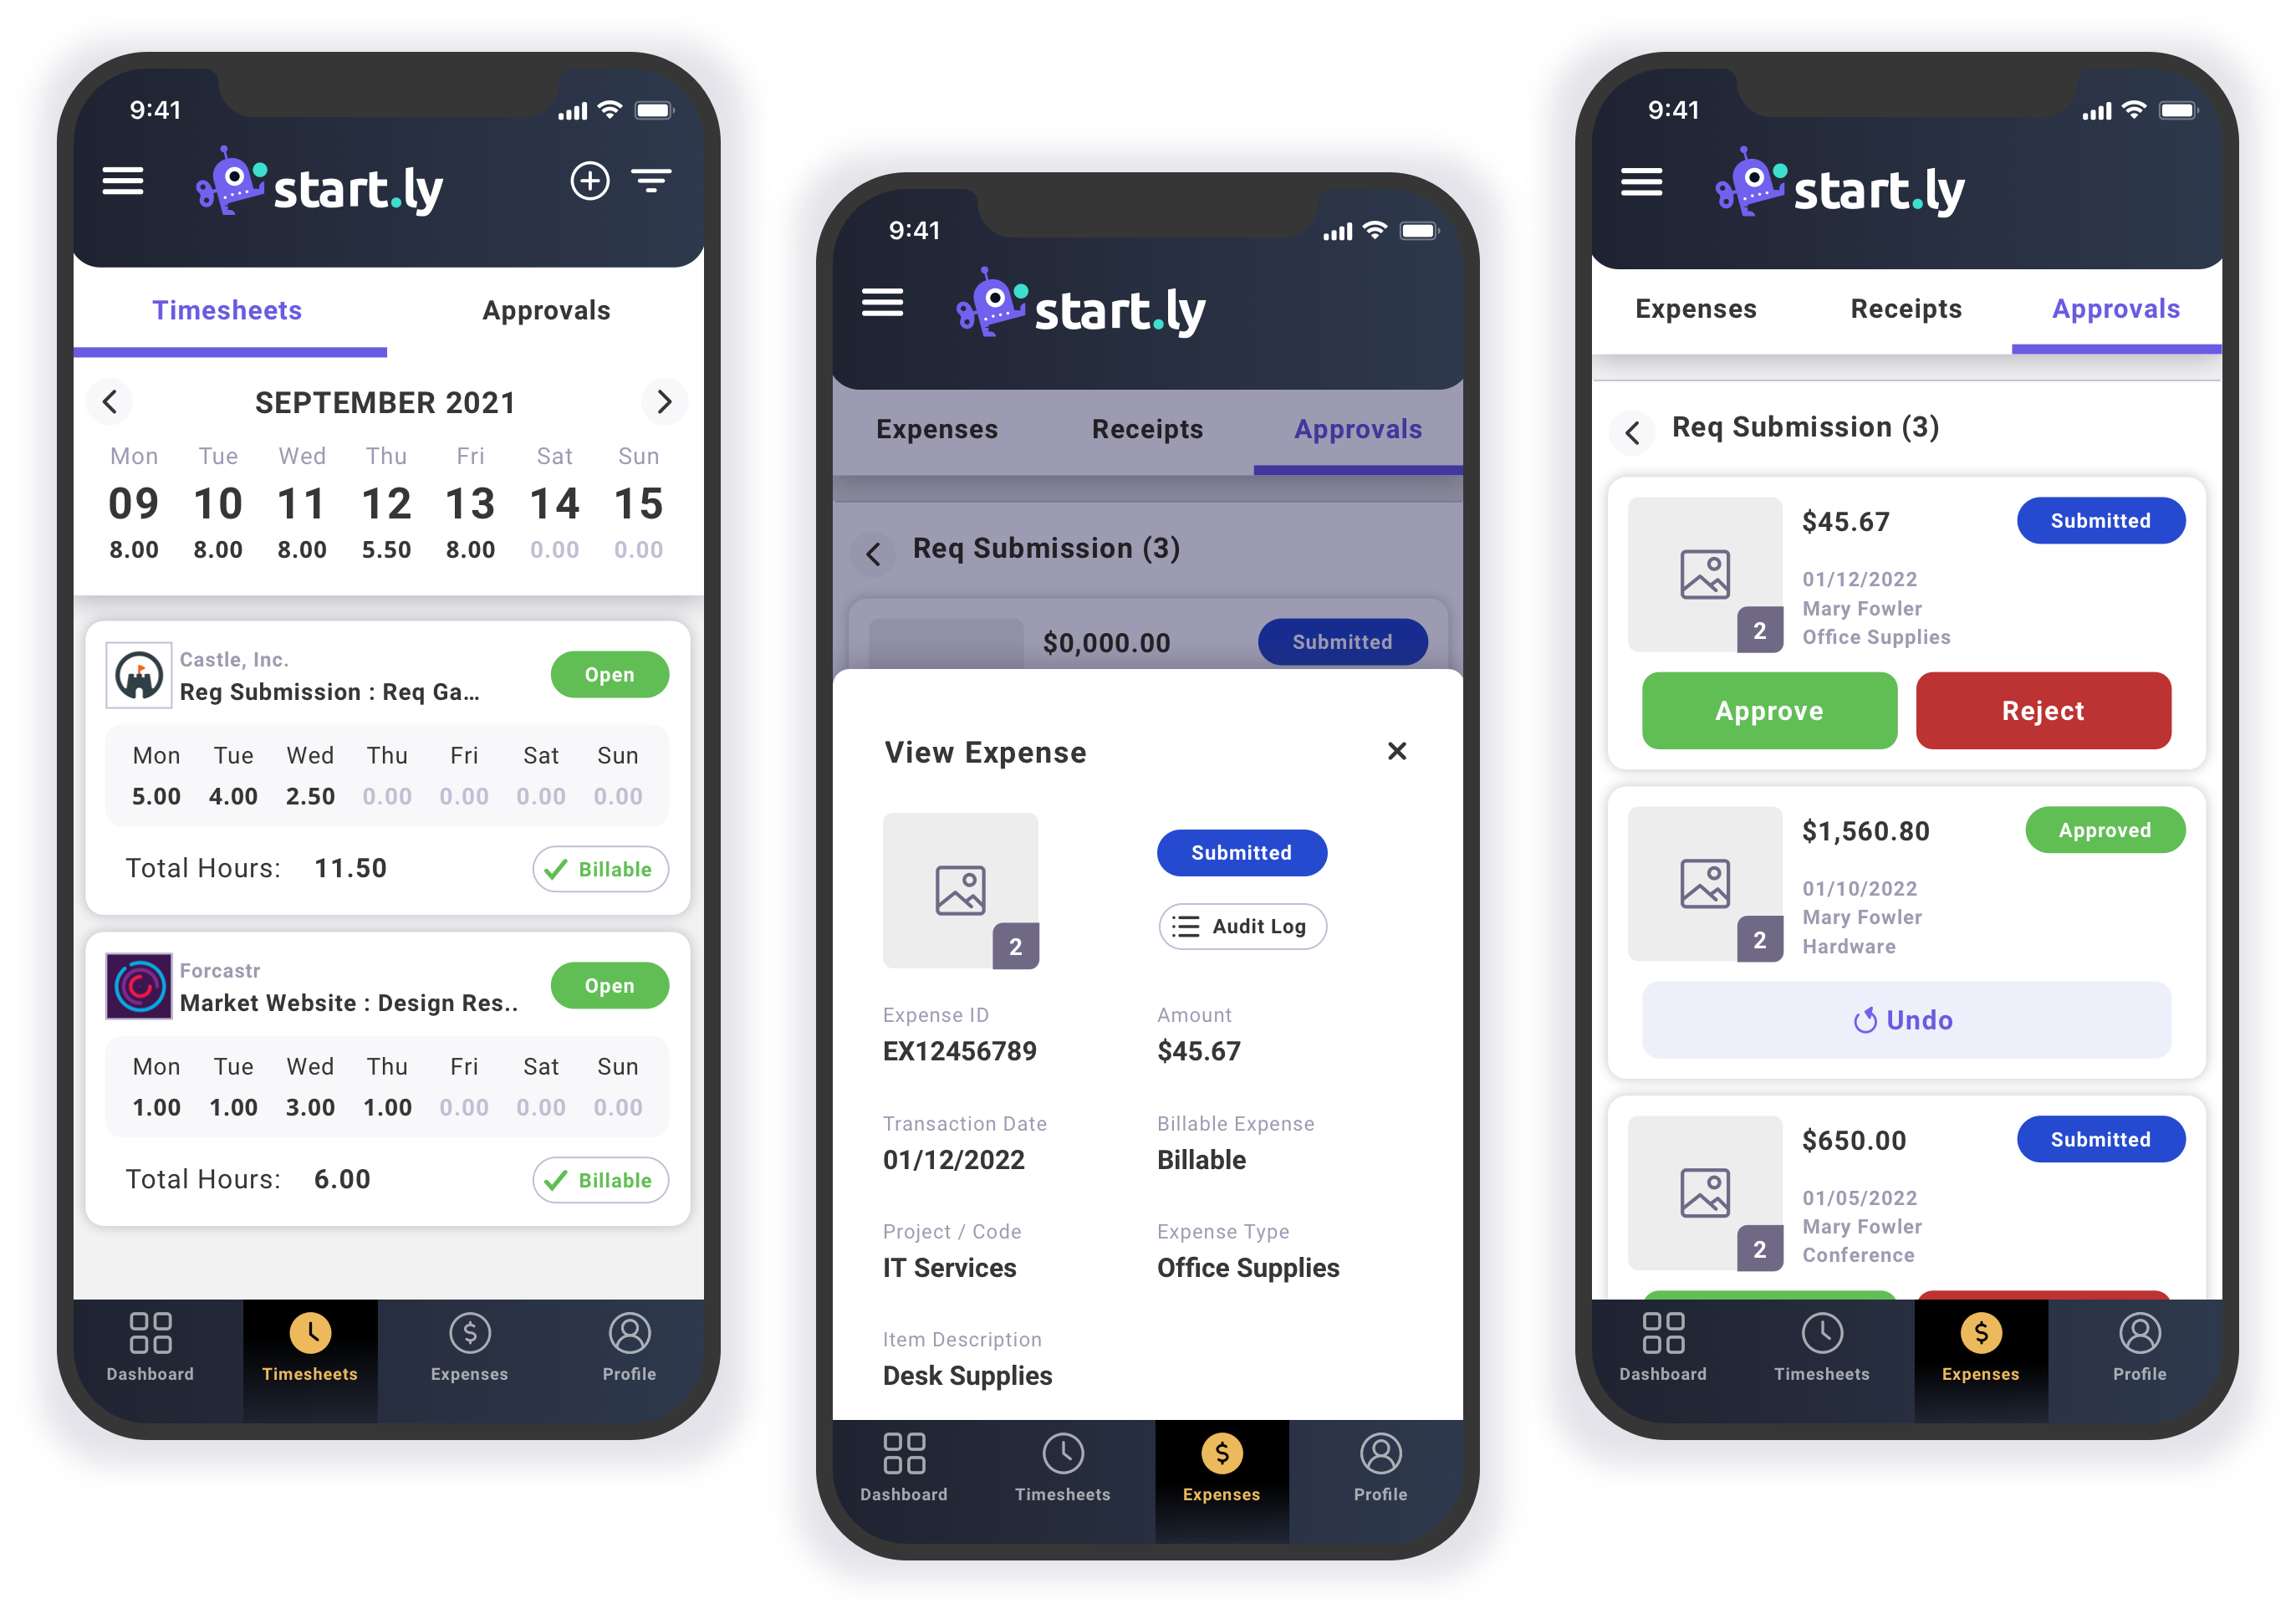 9:41
start.ly
Timesheets Approvals
SEPTEMBER 2021
Mon Tue Wed Thu Fri Sat Sun
09 10 11 12 13 14 15
8.00 8.00 8.00 5.50 8.00 0.00 0.00
Castle, Inc.
Reg Submission : Req Ga...
Open
Mon Tue Wed Thu Fri Sat Sun
5.00 4.00 2.50 0.00 0.00 0.00 0.00
Total Hours: 11.50
Billable
Forcastr
Market Website : Design Res..
Open
Mon Tue Wed Thu Fri Sat Sun
1.00 1.00 3.00 1.00 0.00 0.00 0.00
Total Hours: 6.00
Billable
Dashboard Timesheets Expenses Profile
9:41
start.ly
Expenses Receipts Approvals
Req Submission (3)
$0,000.00 Submitted
View Expense
Submitted
Audit Log
2
Expense ID Amount
EX12456789 $45.67
Transaction Date Billable Expense
01/12/2022 Billable
Project / Code Expense Type
IT Services Office Supplies
Item Description
Desk Supplies
Dashboard Timesheets Expenses Profile
9:41
start.ly
Expenses Receipts Approvals
Req Submission (3)
$45.67 Submitted
01/12/2022
Mary Fowler
Office Supplies
2
Approve Reject
$1,560.80 Approved
01/10/2022
Mary Fowler
Hardware
2
Undo
$650.00 Submitted
01/05/2022
Mary Fowler
Conference
2
Dashboard Timesheets Expenses Profile